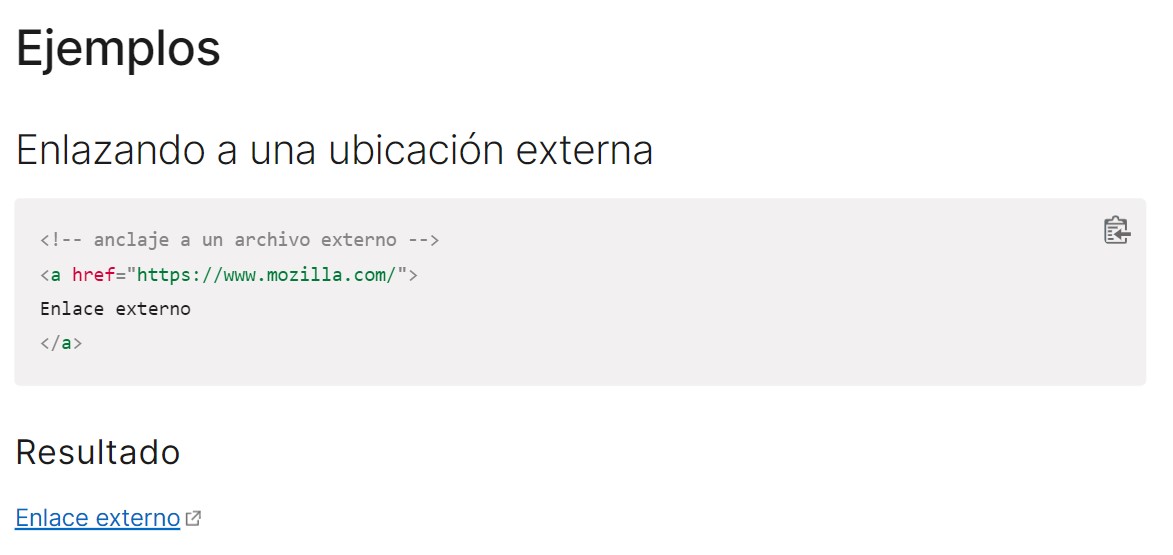 Ejemplos
Enlazando a una ubicación externa
<!-- anclaje a un archivo externo -->
<a href="https://www.mozilla.com/">
Enlace externo
</a>
Resultado
Enlace externo